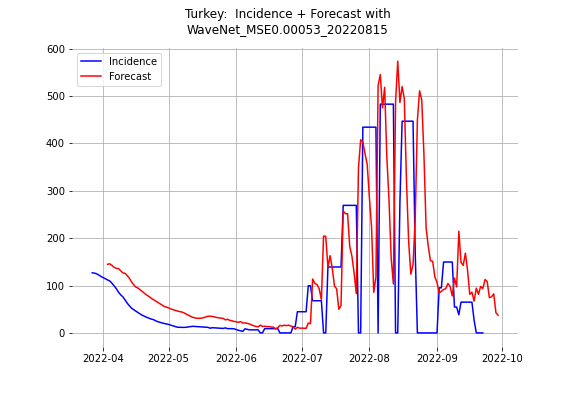 Turkey:  Incidence + Forecast with
WaveNet_MSE0.00053_20220815
Incidence
Forecast
600
500
400
300
200
100
0
2022-04 2022-05 2022-06 2022-07 2022-08 2022-09 2022-10